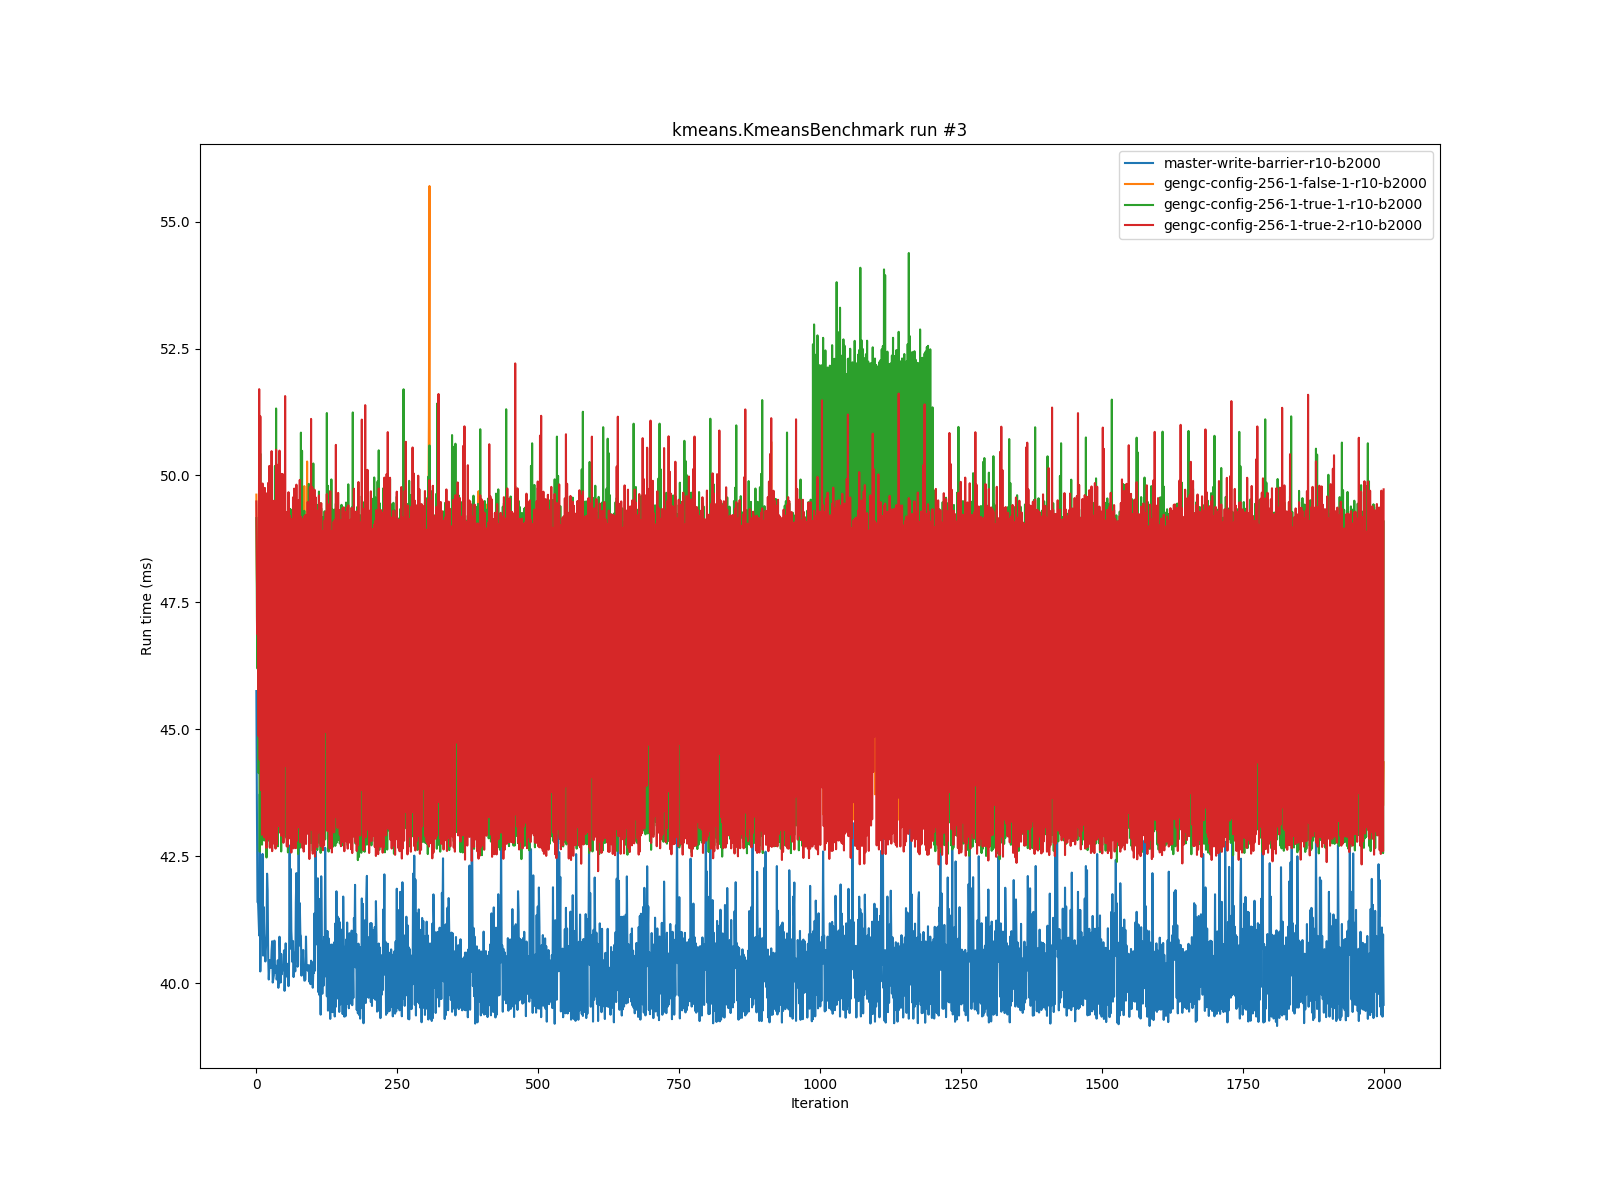 kmeans.KmeansBenchmark run #3
master-write-barrier-r10-b2000
gengc-config-256-1-false-1-r10-b2000
gengc-config-256-1-true-1-r10-b2000
gengc-config-256-1-true-2-r10-b2000
Run time (ms)
55.0
52.5
50.0
47.5
45.0
42.5
40.0
0 250 500 750 1000 1250 1500 1750 2000
Iteration